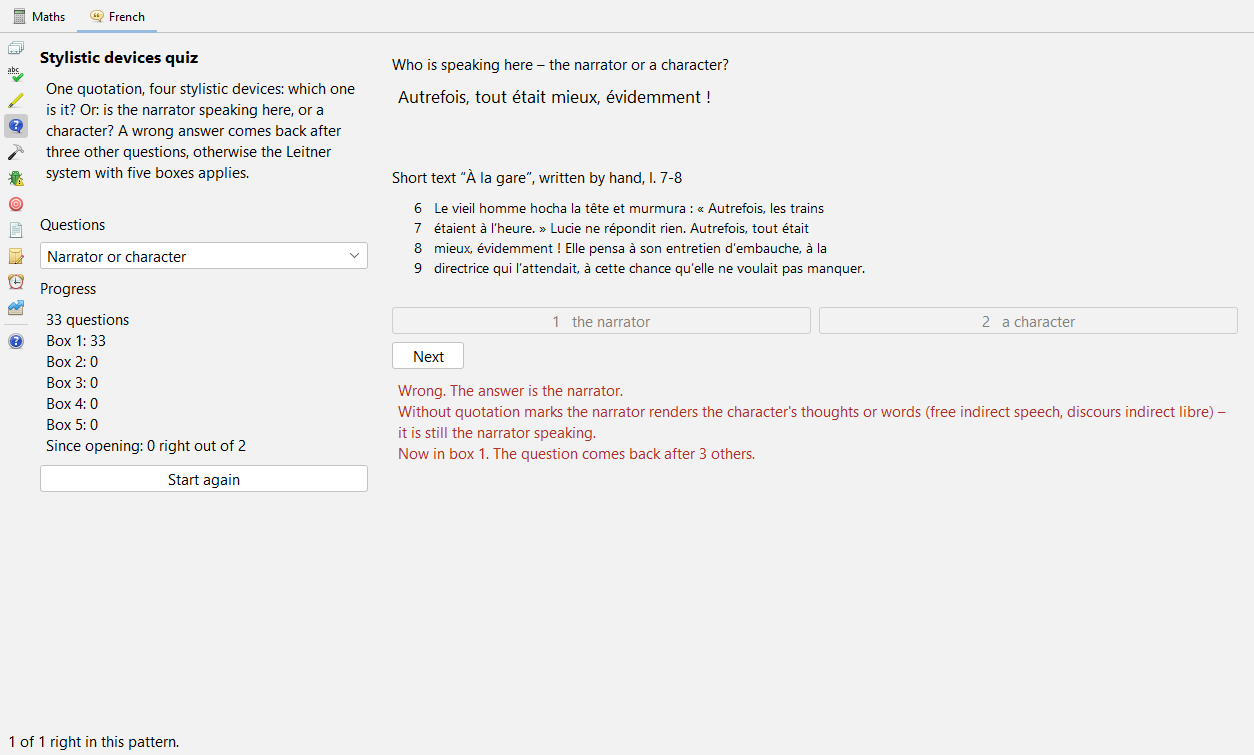 Maths French
Stylistic devices quiz
One quotation, four stylistic devices: which one
is it? Or: is the narrator speaking here, or a
character? A wrong answer comes back after
three other questions, otherwise the Leitner
system with five boxes applies.
Questions
Narrator or character
Progress
33 questions
Box 1: 33
Box 2: 0
Box 3: 0
Box 4: 0
Box 5: 0
Since opening: 0 right out of 2
Start again
Who is speaking here – the narrator or a character?
Autrefois, tout était mieux, évidemment !
Short text “À la gare”, written by hand, l. 7-8
6 Le vieil homme hocha la tête et murmura : « Autrefois, les trains
7 étaient à l’heure. » Lucie ne répondit rien. Autrefois, tout était
8 mieux, évidemment ! Elle pensa à son entretien d’embauche, à la
9 directrice qui l’attendait, à cette chance qu’elle ne voulait pas manquer.
1 the narrator 2 a character
Next
Wrong. The answer is the narrator.
Without quotation marks the narrator renders the character's thoughts or words (free indirect speech, discours indirect libre) –
it is still the narrator speaking.
Now in box 1. The question comes back after 3 others.
1 of 1 right in this pattern.